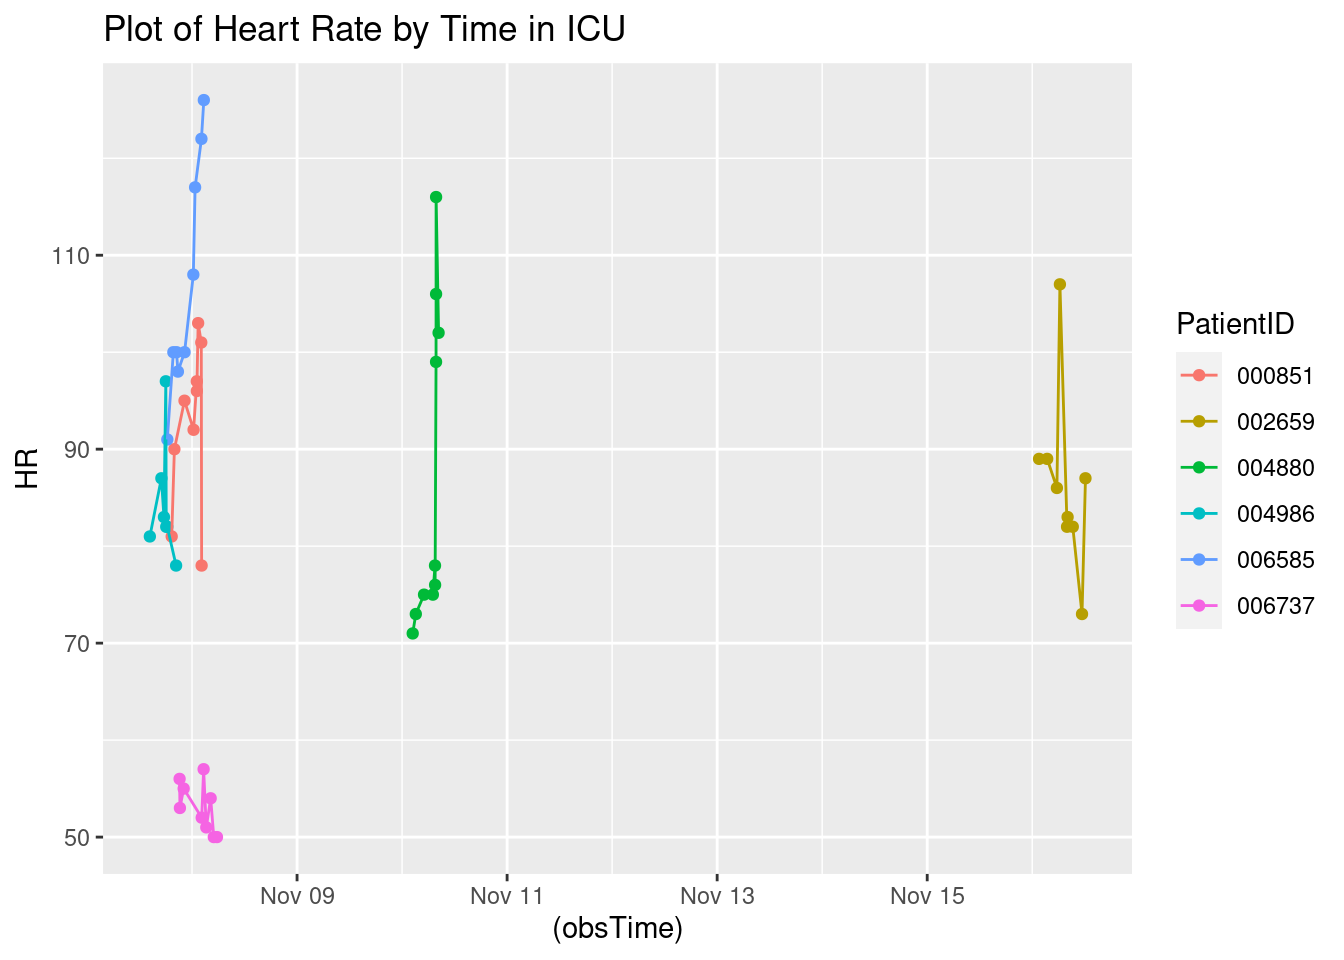 Plot of Heart Rate by Time in ICU
HR
110
90
70
50
Nov 09
Nov 11
Nov 13
Nov 15
(obsTime)
PatientID
000851
002659
004880
004986
006585
006737